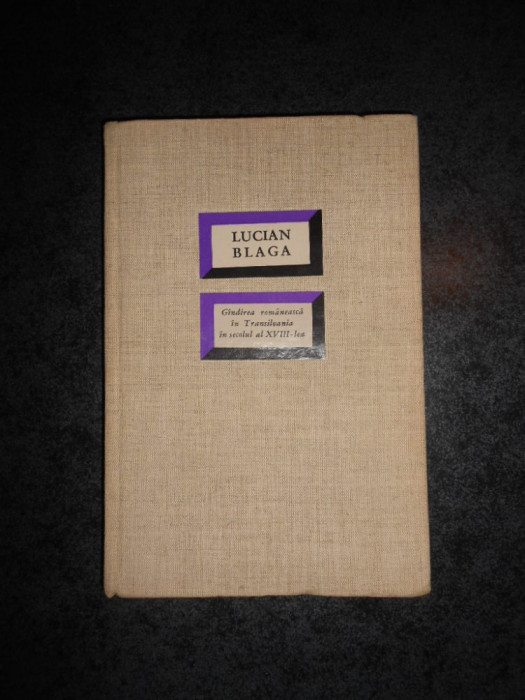 LUCIAN
BLAGA
Gîndirea românească
în Transilvania
în secolul al XVIII-lea